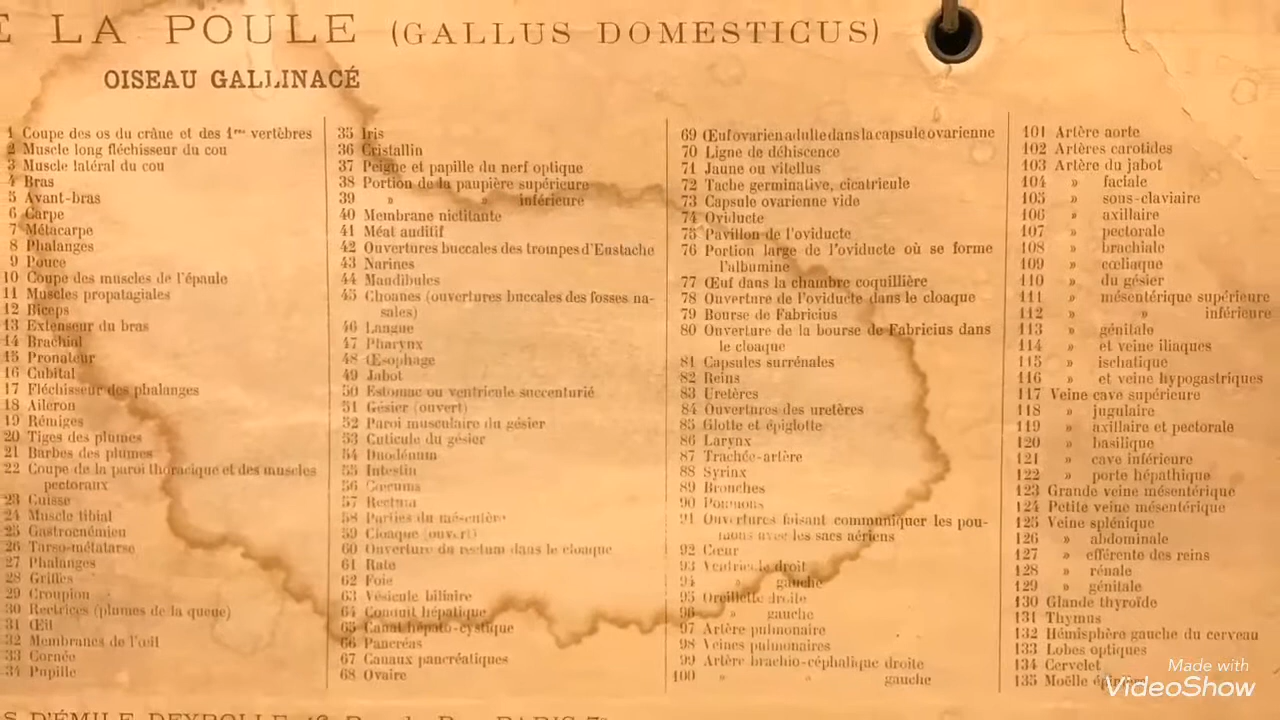 E LA POULE (GALLUS DOMESTICUS)
OISEAU GALLINACÉ
1 Coupe des os du crâne et des 1res vertèbres
2 Muscle long fléchisseur du cou
3 Muscle latéral du cou
4 Bras
5 Avant-bras
6 Carpe
7 Métacarpe
8 Phalanges
9 Pouce
10 Coupe des muscles de l'épaule
11 Muscles propatagiales
12 Biceps
13 Extenseur du bras
14 Brachial
15 Pronateur
16 Cubital
17 Fléchisseur des phalanges
18 Aileron
19 Rémiges
20 Tiges des plumes
21 Barbes des plumes
22 Coupe de la paroi thoracique et des muscles
pectoraux
23 Cuisse
24 Muscle tibial
25 Gastrocnémien
26 Tarso-métatarse
27 Phalanges
28 Griffes
29 Croupion
30 Rectrices (plumes de la queue)
31 Œil
32 Membranes de l'œil
33 Cornée
34 Pupille
35 Iris
36 Cristallin
37 Peigne et papille du nerf optique
38 Portion de la paupière supérieure
39 » » inférieure
40 Membrane nictitante
41 Méat auditif
42 Ouvertures buccales des trompes d'Eustache
43 Narines
44 Mandibules
45 Choanes (ouvertures buccales des fosses na-
sales)
46 Langue
47 Pharynx
48 Œsophage
49 Jabot
50 Estomac ou ventricule succenturié
51 Gésier (ouvert)
52 Paroi musculaire du gésier
53 Cuticule du gésier
54 Duodénum
55 Intestin
56 Cœcums
57 Rectum
58 Parties du mésentère
59 Cloaque (ouvert)
60 Ouverture du rectum dans le cloaque
61 Rate
62 Foie
63 Vésicule biliaire
64 Conduit hépatique
65 Canal hépato-cystique
66 Pancréas
67 Canaux pancréatiques
68 Ovaire
69 Œuf ovarien adulte dans la capsule ovarienne
70 Ligne de déhiscence
71 Jaune ou vitellus
72 Tache germinative, cicatricule
73 Capsule ovarienne vide
74 Oviducte
75 Pavillon de l'oviducte
76 Portion large de l'oviducte où se forme
l'albumine
77 Œuf dans la chambre coquillière
78 Ouverture de l'oviducte dans le cloaque
79 Bourse de Fabricius
80 Ouverture de la bourse de Fabricius dans
le cloaque
81 Capsules surrénales
82 Reins
83 Uretères
84 Ouvertures des uretères
85 Glotte et épiglotte
86 Larynx
87 Trachée-artère
88 Syrinx
89 Bronches
90 Poumons
91 Ouvertures faisant communiquer les pou-
mons avec les sacs aériens
92 Cœur
93 Ventricule droit
94 » gauche
95 Oreillette droite
96 » gauche
97 Artère pulmonaire
98 Veines pulmonaires
99 Artère brachio-céphalique droite
100 » » gauche
101 Artère aorte
102 Artères carotides
103 Artère du jabot
104 » faciale
105 » sous-claviaire
106 » axillaire
107 » pectorale
108 » brachiale
109 » cœliaque
110 » du gésier
111 » mésentérique supérieure
112 » » inférieure
113 » génitale
114 » et veine iliaques
115 » ischatique
116 » et veine hypogastriques
117 Veine cave supérieure
118 » jugulaire
119 » axillaire et pectorale
120 » basilique
121 » cave inférieure
122 » porte hépathique
123 Grande veine mésentérique
124 Petite veine mésentérique
125 Veine splénique
126 » abdominale
127 » efférente des reins
128 » rénale
129 » génitale
130 Glande thyroïde
131 Thymus
132 Hémisphère gauche du cerveau
133 Lobes optiques
134 Cervelet
135 Moëlle
S D'ÉMILE DEYROLLE, 46, Rue du Bac, PARIS 7e
Made with
VideoShow